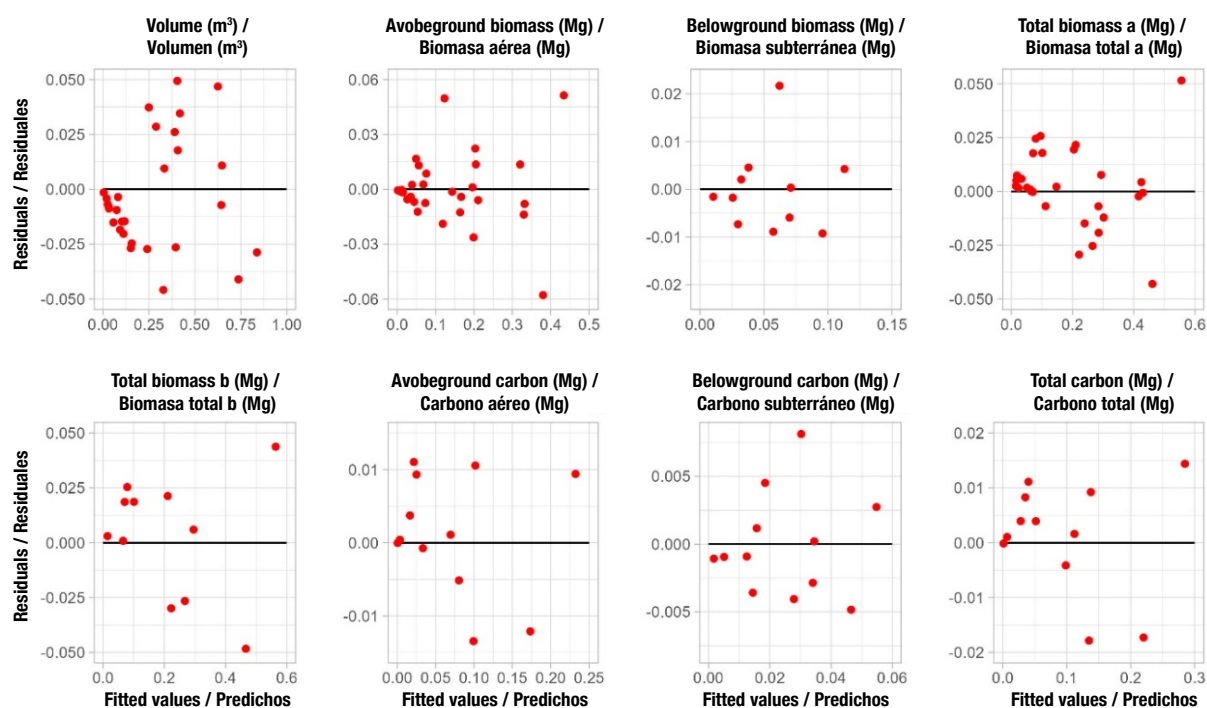 Volume (m³) /
Volumen (m³)
Avobeground biomass (Mg) /
Biomasa aérea (Mg)
Belowground biomass (Mg) /
Biomasa subterránea (Mg)
Total biomass a (Mg) /
Biomasa total a (Mg)
Residuals / Residuales
0.050
0.025
0.000
-0.025
-0.050
0.00 0.25 0.50 0.75 1.00
0.06
0.03
0.00
-0.03
-0.06
0.0 0.1 0.2 0.3 0.4 0.5
0.02
0.01
0.00
-0.01
-0.02
0.00 0.05 0.10 0.15
0.050
0.025
0.000
-0.025
-0.050
0.0 0.2 0.4 0.6
Total biomass b (Mg) /
Biomasa total b (Mg)
Avobeground carbon (Mg) /
Carbono aéreo (Mg)
Belowground carbon (Mg) /
Carbono subterráneo (Mg)
Total carbon (Mg) /
Carbono total (Mg)
Residuals / Residuales
0.050
0.025
0.000
-0.025
-0.050
0.0 0.2 0.4 0.6
0.01
0.00
-0.01
0.00 0.05 0.10 0.15 0.20 0.25
0.005
0.000
-0.005
0.00 0.02 0.04 0.06
0.02
0.01
0.00
-0.01
-0.02
0.0 0.1 0.2 0.3
Fitted values / Predichos
Fitted values / Predichos
Fitted values / Predichos
Fitted values / Predichos